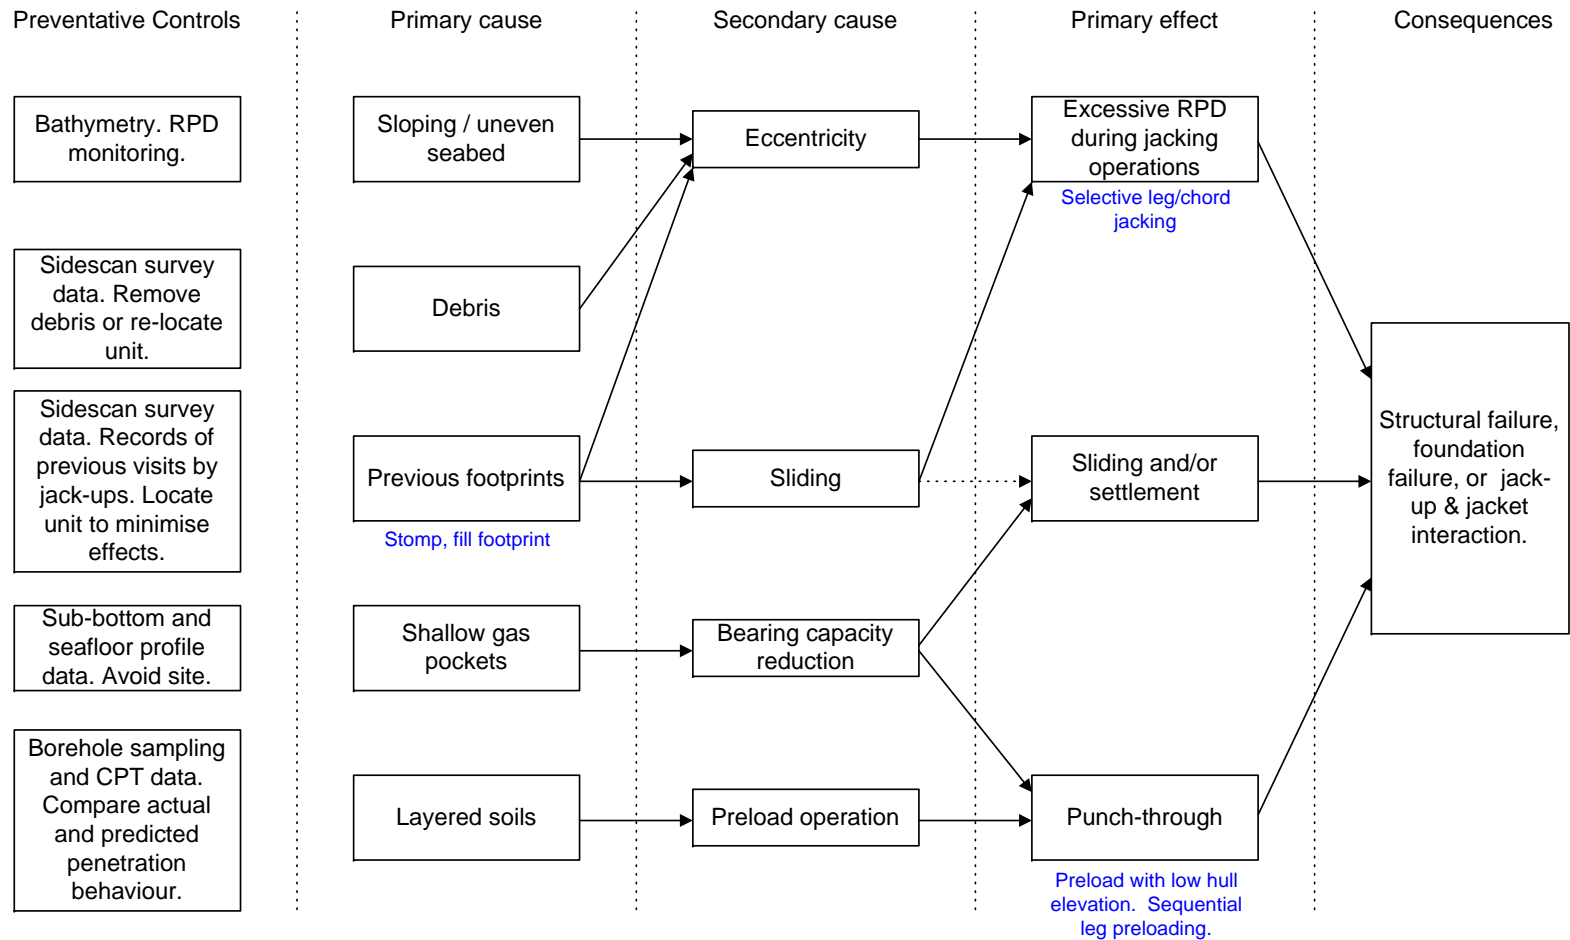 Preventative Controls
Primary cause
Secondary cause
Primary effect
Consequences
Bathymetry. RPD
monitoring.
Sloping / uneven
seabed
Eccentricity
Excessive RPD
during jacking
operations
Selective leg/chord
jacking
Sidescan survey
data. Remove
debris or re-locate
unit.
Debris
Sidescan survey
data. Records of
previous visits by
jack-ups. Locate
unit to minimise
effects.
Previous footprints
Stomp, fill footprint
Sliding
Sliding and/or
settlement
Structural failure,
foundation
failure, or jack-
up & jacket
interaction.
Sub-bottom and
seafloor profile
data. Avoid site.
Shallow gas
pockets
Bearing capacity
reduction
Borehole sampling
and CPT data.
Compare actual
and predicted
penetration
behaviour.
Layered soils
Preload operation
Punch-through
Preload with low hull
elevation. Sequential
leg preloading.